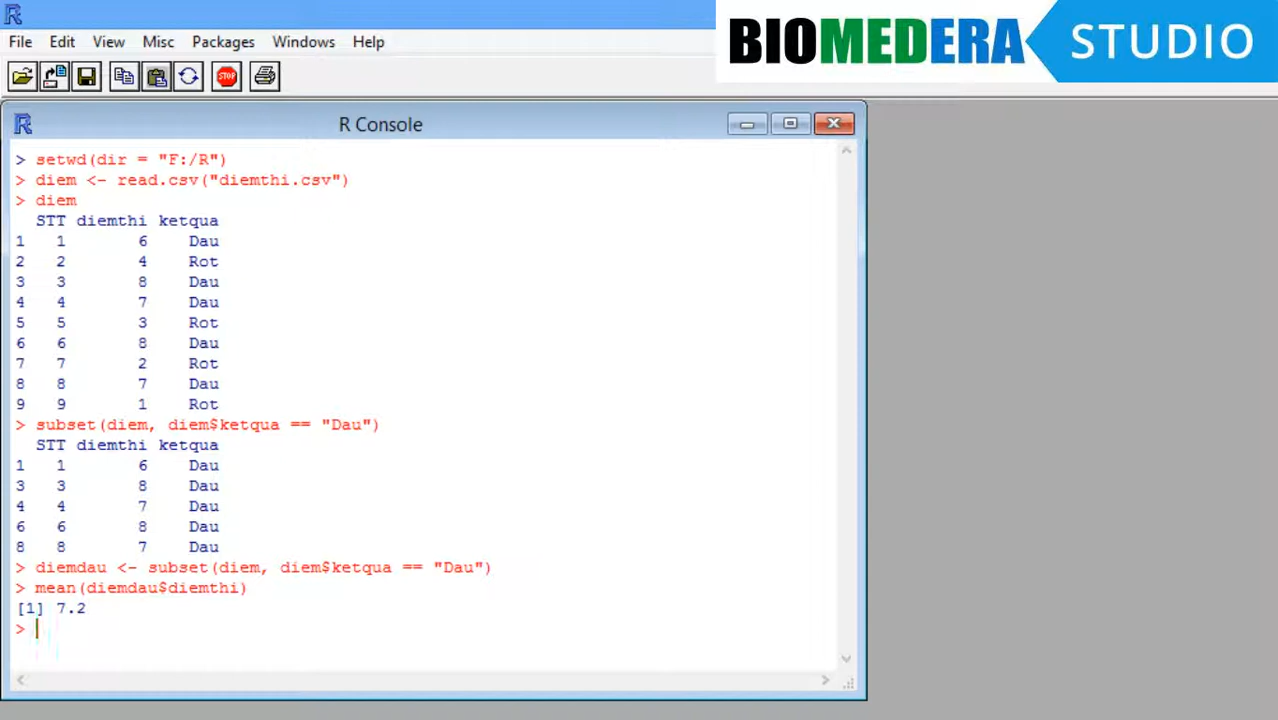 BIOMEDERA STUDIO
File Edit View Misc Packages Windows Help
STOP
R Console
> setwd(dir = "F:/R")
> diem <- read.csv("diemthi.csv")
> diem
  STT diemthi ketqua
1   1       6    Dau
2   2       4    Rot
3   3       8    Dau
4   4       7    Dau
5   5       3    Rot
6   6       8    Dau
7   7       2    Rot
8   8       7    Dau
9   9       1    Rot
> subset(diem, diem$ketqua == "Dau")
  STT diemthi ketqua
1   1       6    Dau
3   3       8    Dau
4   4       7    Dau
6   6       8    Dau
8   8       7    Dau
> diemdau <- subset(diem, diem$ketqua == "Dau")
> mean(diemdau$diemthi)
[1] 7.2
>